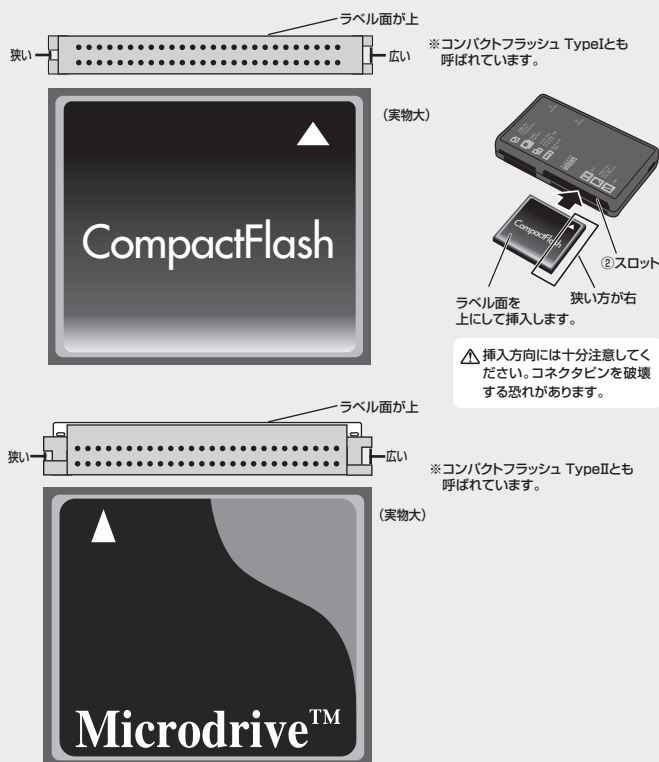 ラベル面が上
狭い
広い
※コンパクトフラッシュ TypeIとも
呼ばれています。
(実物大)
CompactFlash
CompactFlash
②スロット
狭い方が右
ラベル面を
上にして挿入します。
⚠挿入方向には十分注意してく
ださい。コネクタピンを破壊
する恐れがあります。
ラベル面が上
狭い
広い
※コンパクトフラッシュ TypeⅡとも
呼ばれています。
(実物大)
Microdrive™